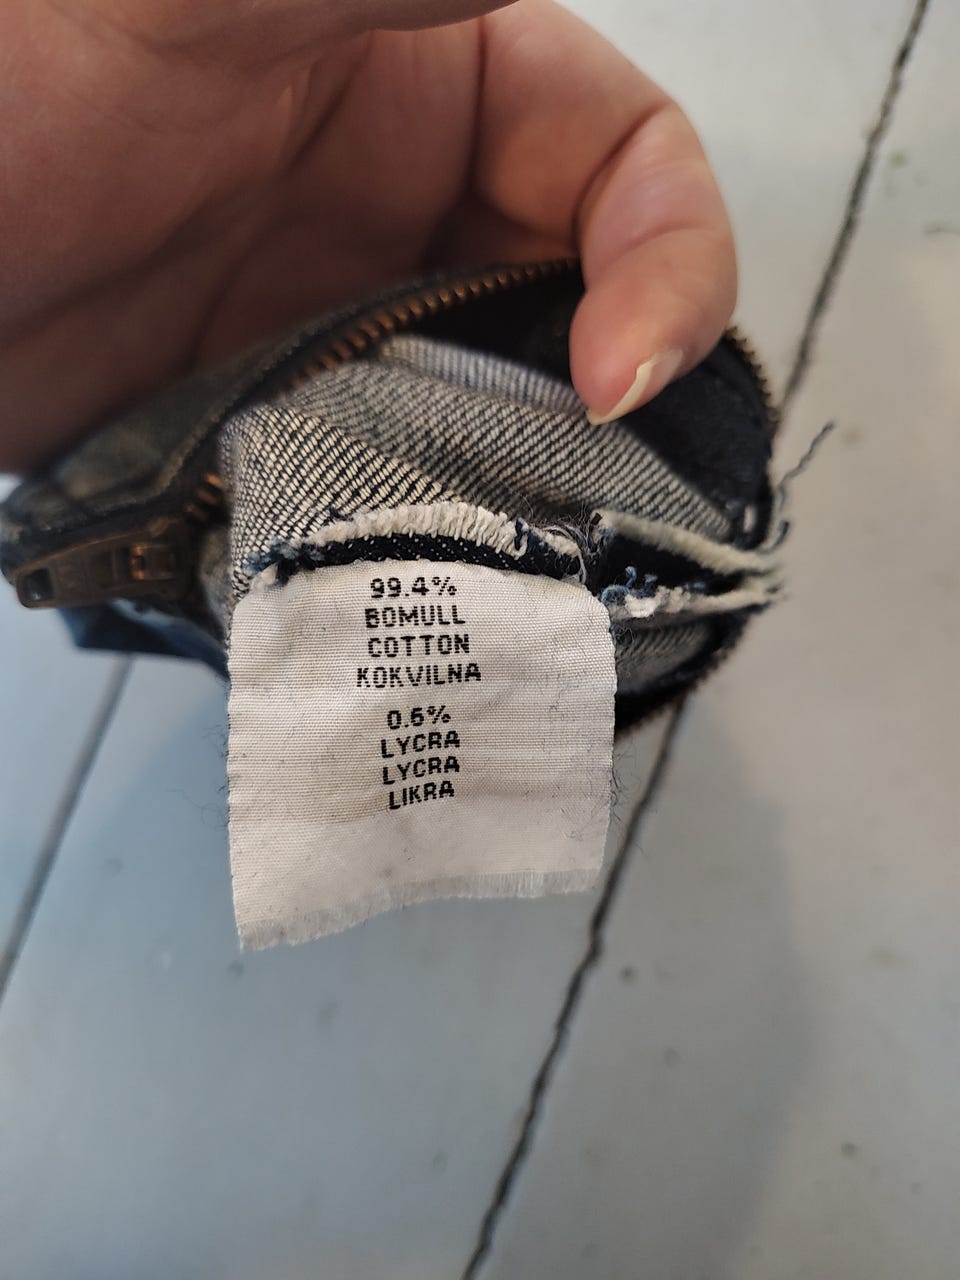 99.4%
BOMULL
COTTON
KOKVILNA
0.6%
LYCRA
LYCRA
LIKRA